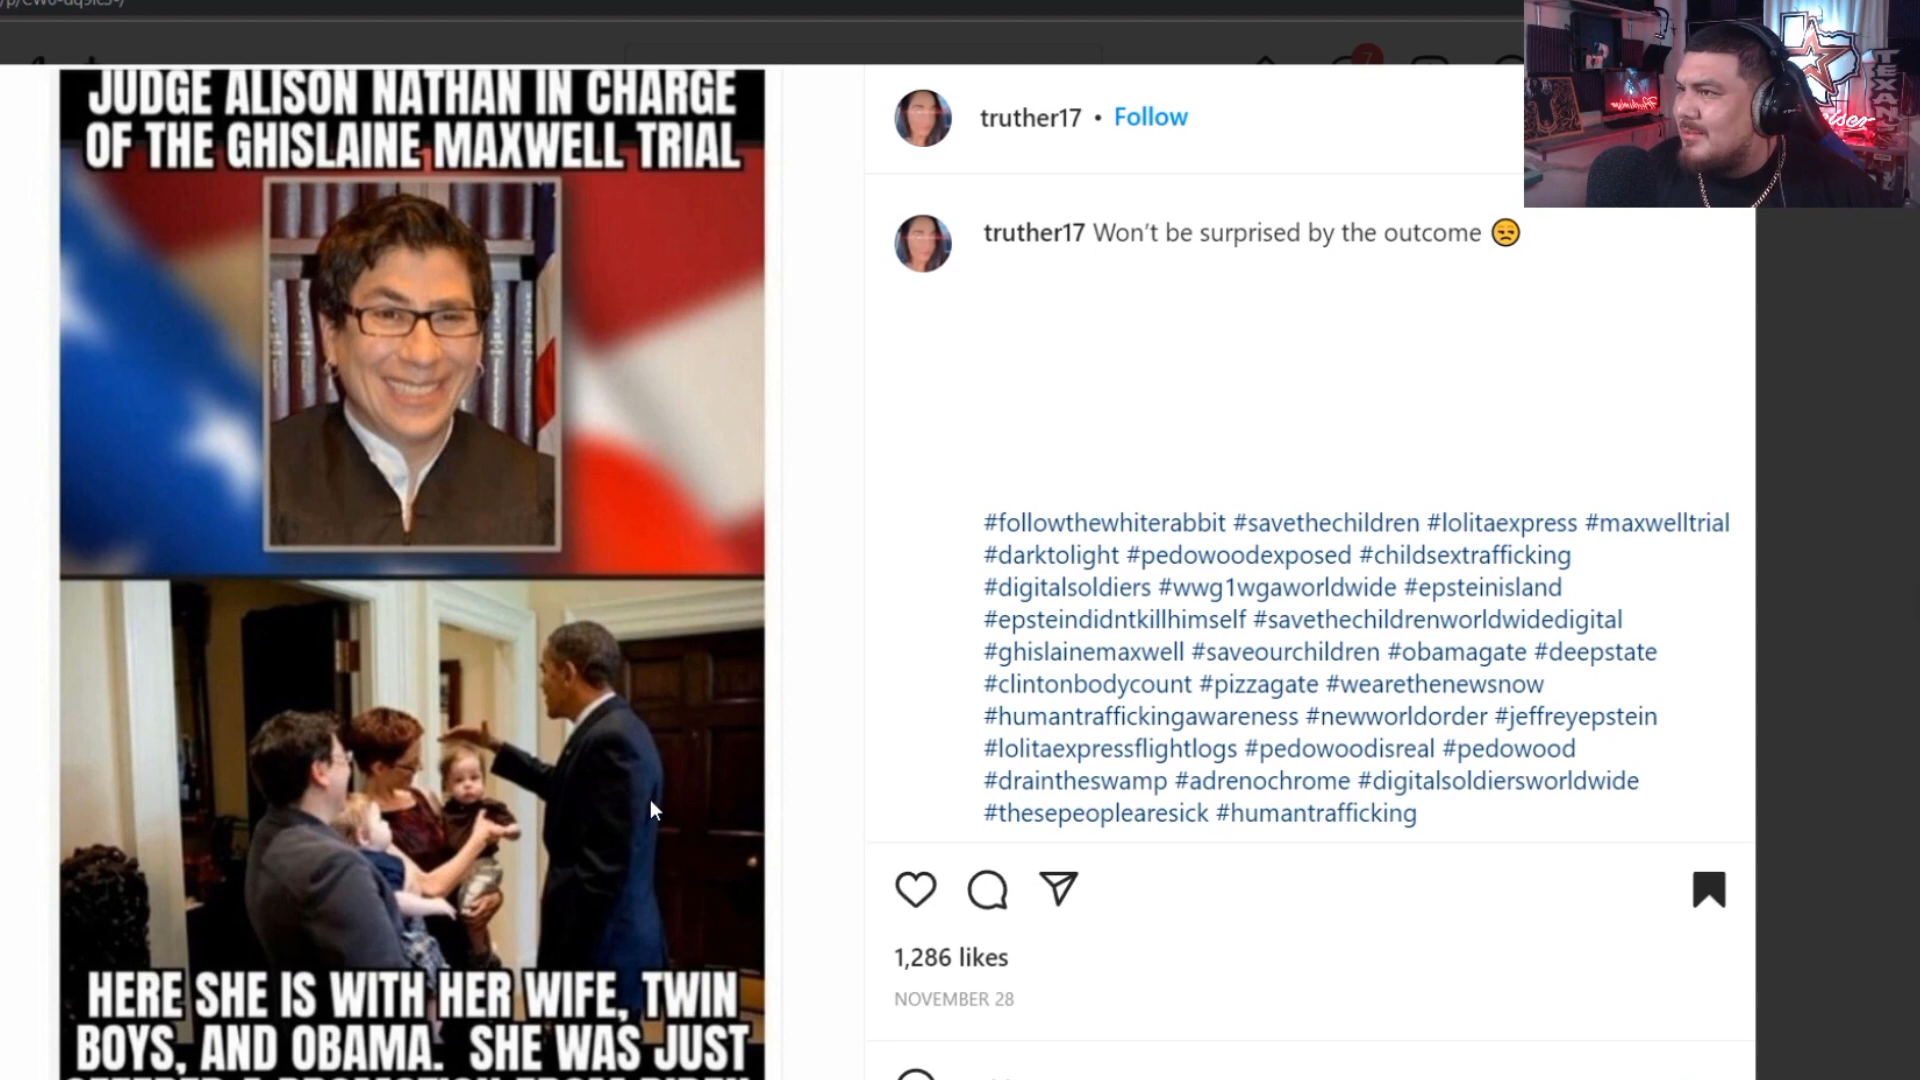 JUDGE ALISON NATHAN IN CHARGE
OF THE GHISLAINE MAXWELL TRIAL
HERE SHE IS WITH HER WIFE, TWIN
BOYS, AND OBAMA. SHE WAS JUST
truther17 • Follow
truther17 Won't be surprised by the outcome 😒
#followthewhiterabbit #savethechildren #lolitaexpress #maxwelltrial
#darktolight #pedowoodexposed #childsextrafficking
#digitalsoldiers #wwg1wgaworldwide #epsteinisland
#epsteindidntkillhimself #savethechildrenworldwidedigital
#ghislainemaxwell #saveourchildren #obamagate #deepstate
#clintonbodycount #pizzagate #wearethenewsnow
#humantraffickingawareness #newworldorder #jeffreyepstein
#lolitaexpressflightlogs #pedowoodisreal #pedowood
#draintheswamp #adrenochrome #digitalsoldiersworldwide
#thesepeoplearesick #humantrafficking
1,286 likes
NOVEMBER 28
7
TEXANS